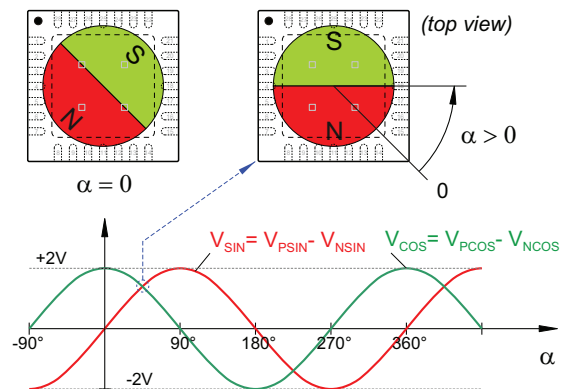 S
N
α = 0
(top view)
S
N
α > 0
0
V_SIN = V_PSIN - V_NSIN
V_COS = V_PCOS - V_NCOS
+2V
-90°
90°
180°
270°
360°
α
-2V